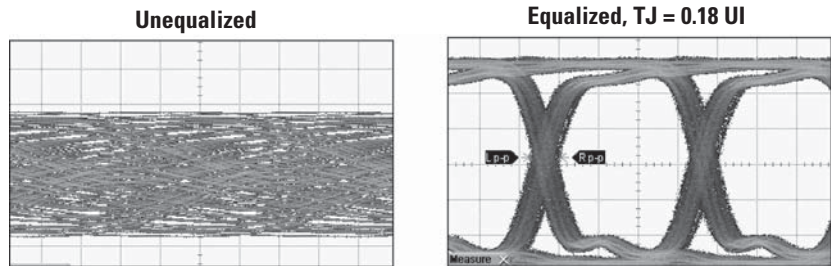 Unequalized
Equalized, TJ = 0.18 UI
L p-p
R p-p
Measure